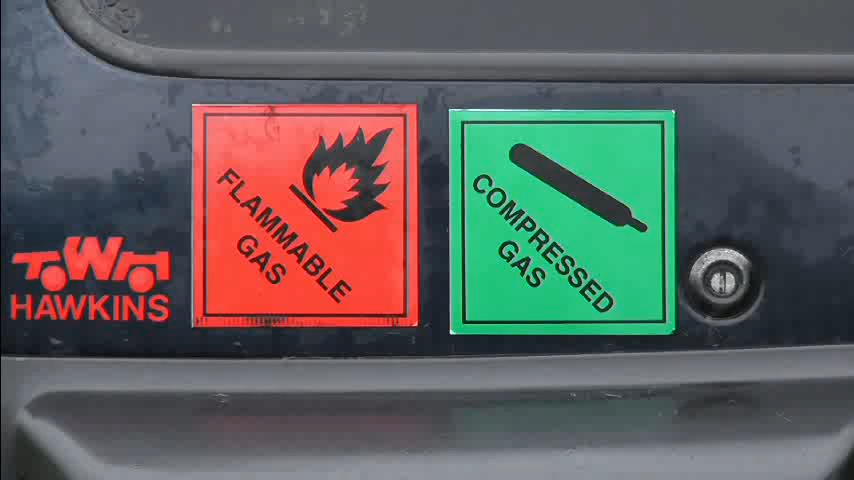 FLAMMABLE
GAS
COMPRESSED
GAS
HAWKINS